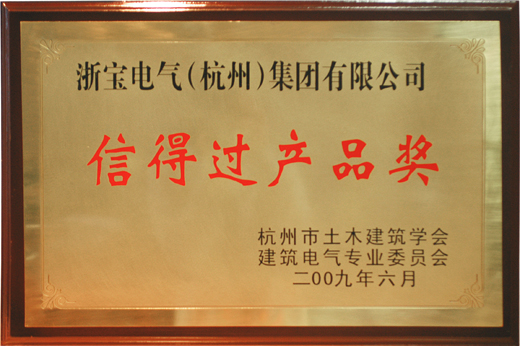 浙宝电气(杭州)集团有限公司
信得过产品奖
杭州市土木建筑学会
建筑电气专业委员会
二00九年六月